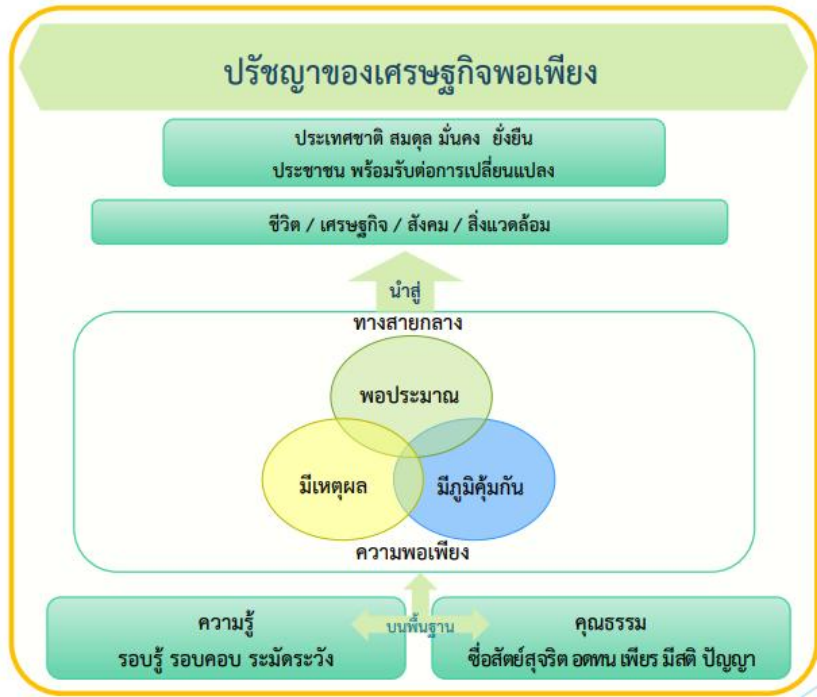 ปรัชญาของเศรษฐกิจพอเพียง
ประเทศชาติ สมดุล มั่นคง ยั่งยืน
ประชาชน พร้อมรับต่อการเปลี่ยนแปลง
ชีวิต / เศรษฐกิจ / สังคม / สิ่งแวดล้อม
นำสู่
ทางสายกลาง
พอประมาณ
มีเหตุผล
มีภูมิคุ้มกัน
ความพอเพียง
ความรู้
รอบรู้ รอบคอบ ระมัดระวัง
บนพื้นฐาน
คุณธรรม
ซื่อสัตย์สุจริต อดทน เพียร มีสติ ปัญญา